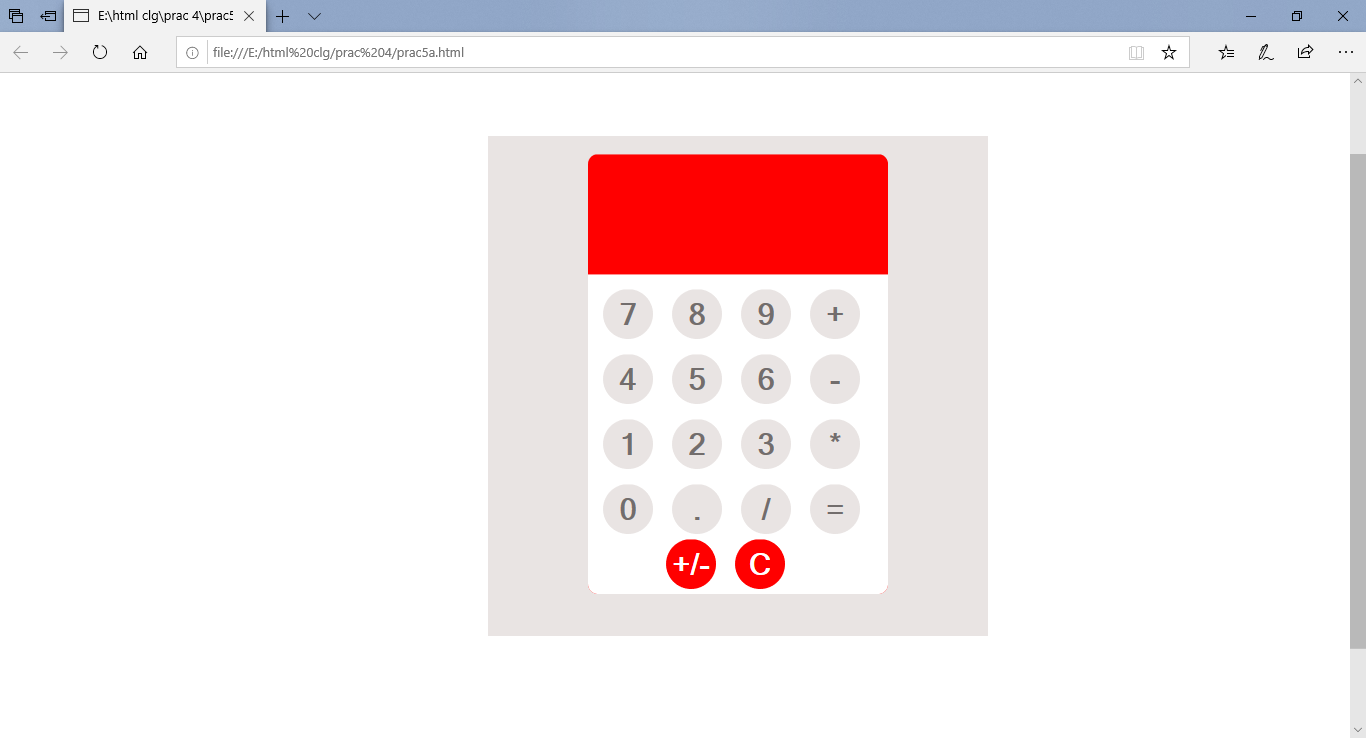 E:\html clg\prac 4\prac5
file:///E:/html%20clg/prac%204/prac5a.html
7 8 9 +
4 5 6 -
1 2 3 *
0 . / =
+/- C